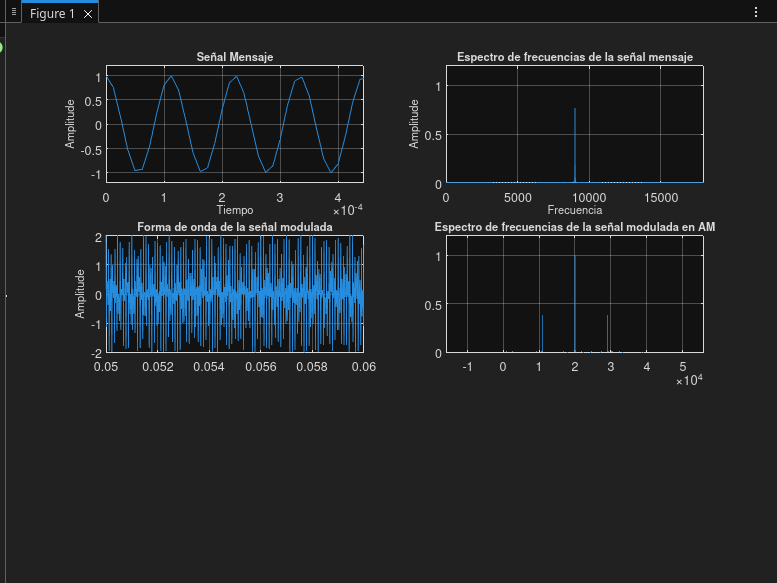 Figure 1
Señal Mensaje
Amplitude
1
0.5
0
-0.5
-1
0 1 2 3 4
Tiempo
×10⁻⁴
Espectro de frecuencias de la señal mensaje
Amplitude
1
0.5
0
0 5000 10000 15000
Frecuencia
Forma de onda de la señal modulada
Amplitude
2
1
0
-1
-2
0.05 0.052 0.054 0.056 0.058 0.06
Espectro de frecuencias de la señal modulada en AM
1
0.5
0
-1 0 1 2 3 4 5
×10⁴